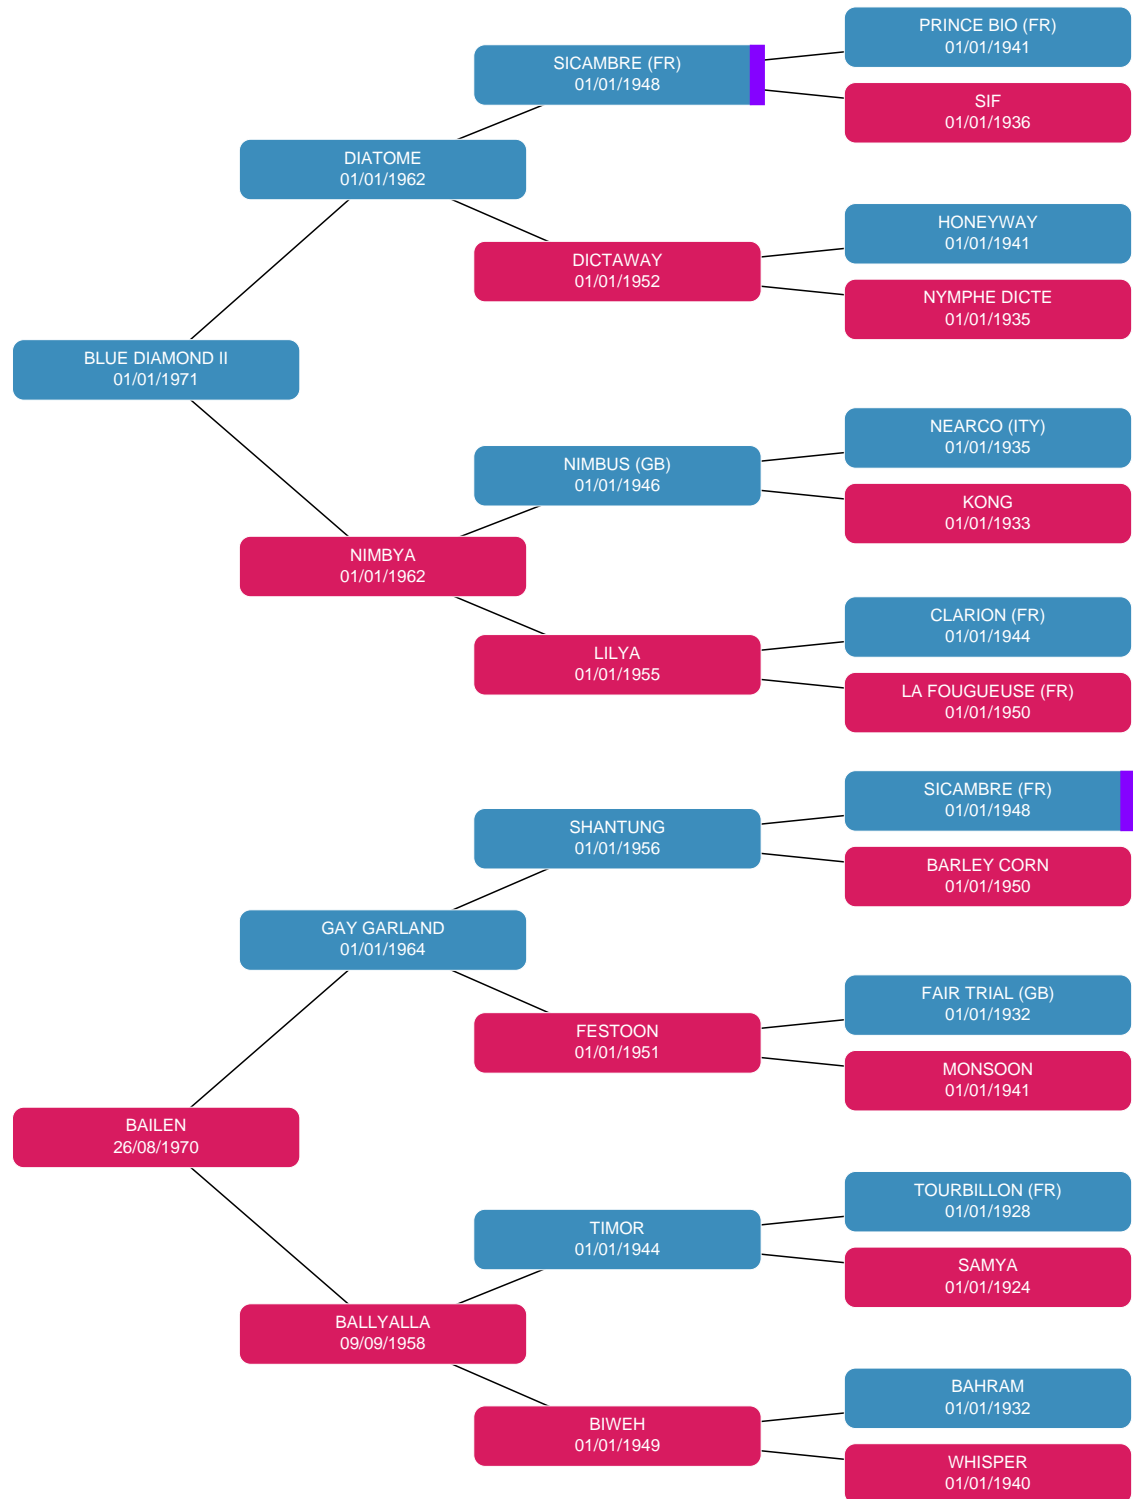 PRINCE BIO (FR)
01/01/1941
SICAMBRE (FR)
01/01/1948
SIF
01/01/1936
DIATOME
01/01/1962
HONEYWAY
01/01/1941
DICTAWAY
01/01/1952
NYMPHE DICTE
01/01/1935
BLUE DIAMOND II
01/01/1971
NEARCO (ITY)
01/01/1935
NIMBUS (GB)
01/01/1946
KONG
01/01/1933
NIMBYA
01/01/1962
CLARION (FR)
01/01/1944
LILYA
01/01/1955
LA FOUGUEUSE (FR)
01/01/1950
SICAMBRE (FR)
01/01/1948
SHANTUNG
01/01/1956
BARLEY CORN
01/01/1950
GAY GARLAND
01/01/1964
FAIR TRIAL (GB)
01/01/1932
FESTOON
01/01/1951
MONSOON
01/01/1941
BAILEN
26/08/1970
TOURBILLON (FR)
01/01/1928
TIMOR
01/01/1944
SAMYA
01/01/1924
BALLYALLA
09/09/1958
BAHRAM
01/01/1932
BIWEH
01/01/1949
WHISPER
01/01/1940